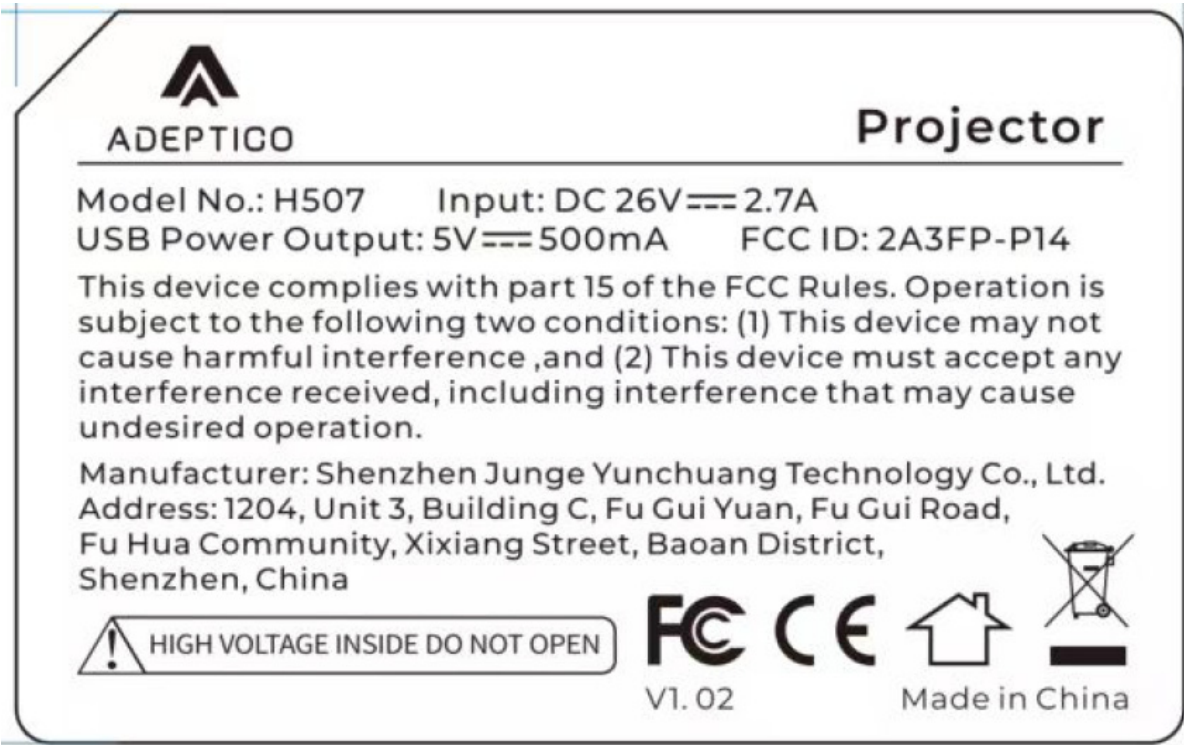 ADEPTIGO
Projector
Model No.: H507 Input: DC 26V⎓2.7A
USB Power Output: 5V⎓500mA FCC ID: 2A3FP-P14
This device complies with part 15 of the FCC Rules. Operation is
subject to the following two conditions: (1) This device may not
cause harmful interference ,and (2) This device must accept any
interference received, including interference that may cause
undesired operation.
Manufacturer: Shenzhen Junge Yunchuang Technology Co., Ltd.
Address: 1204, Unit 3, Building C, Fu Gui Yuan, Fu Gui Road,
Fu Hua Community, Xixiang Street, Baoan District,
Shenzhen, China
HIGH VOLTAGE INSIDE DO NOT OPEN
FC CE
V1. 02 Made in China